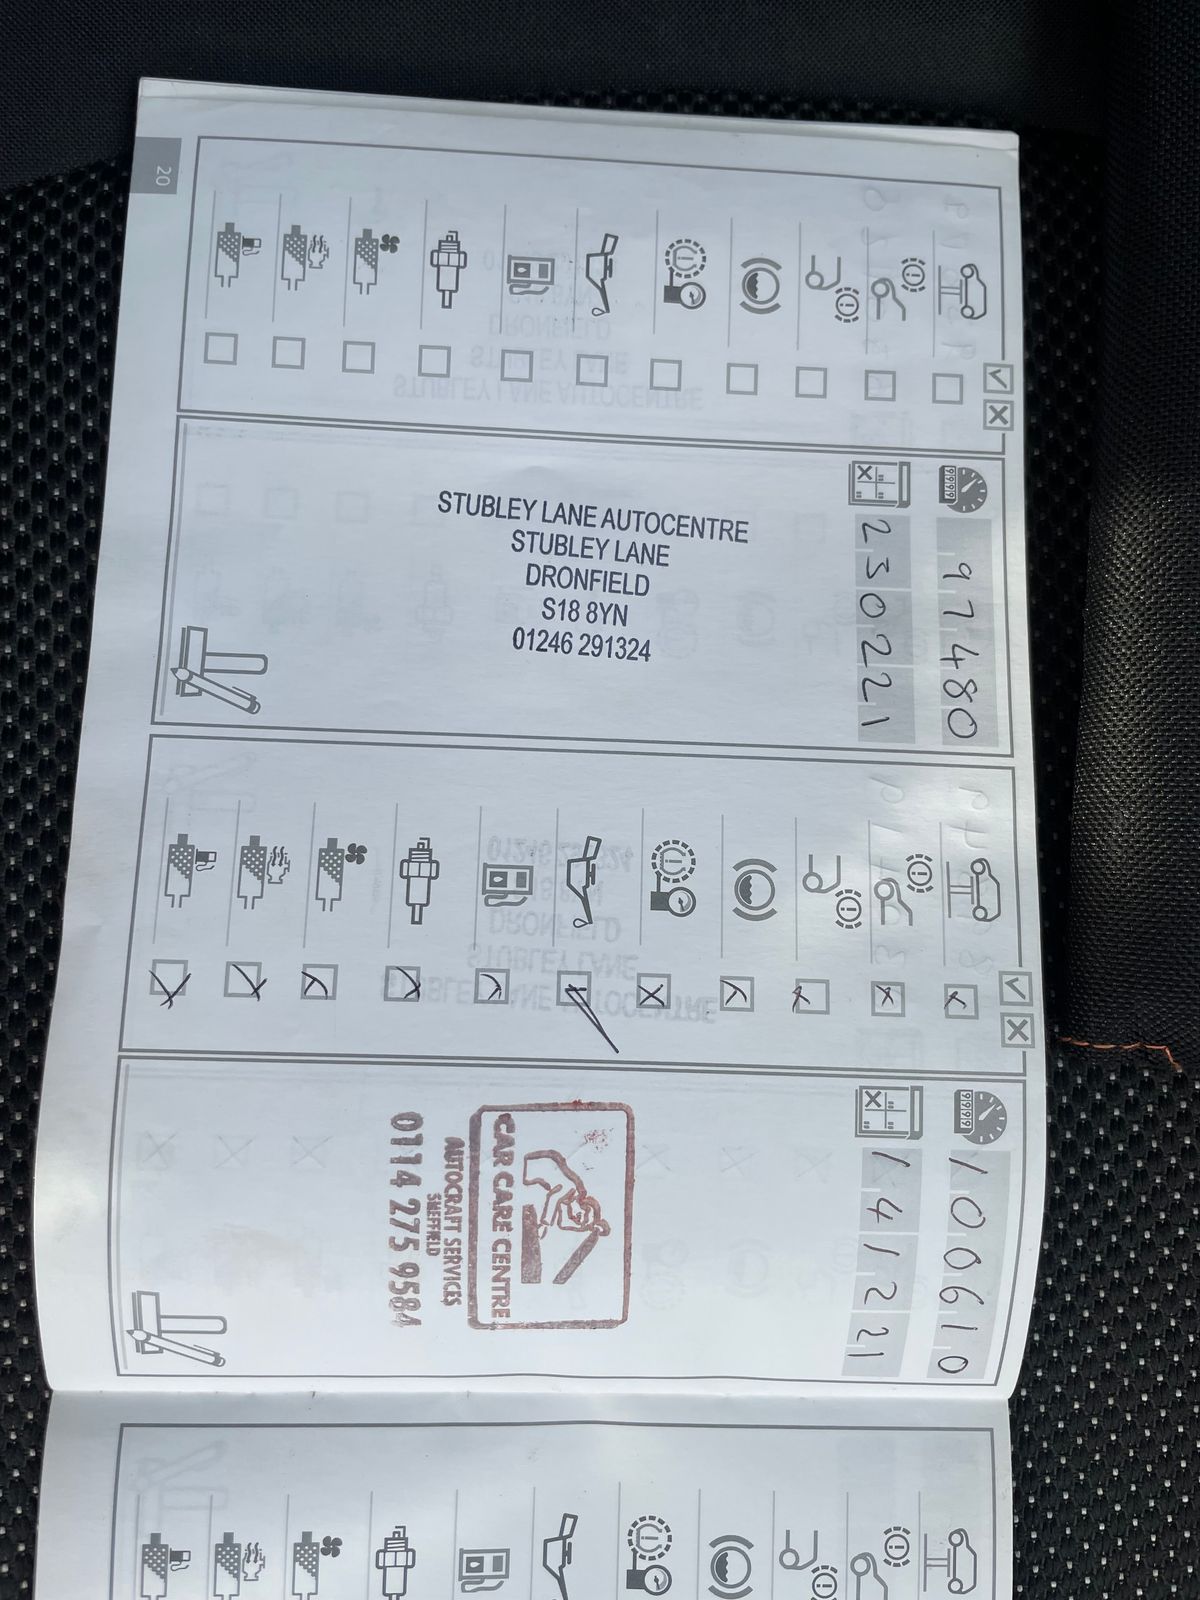 20
97480
230221
STUBLEY LANE AUTOCENTRE
STUBLEY LANE
DRONFIELD
S18 8YN
01246 291324
100610
141221
CAR CARE CENTRE
AUTOCRAFT SERVICES
SHEFFIELD
0114 275 9584